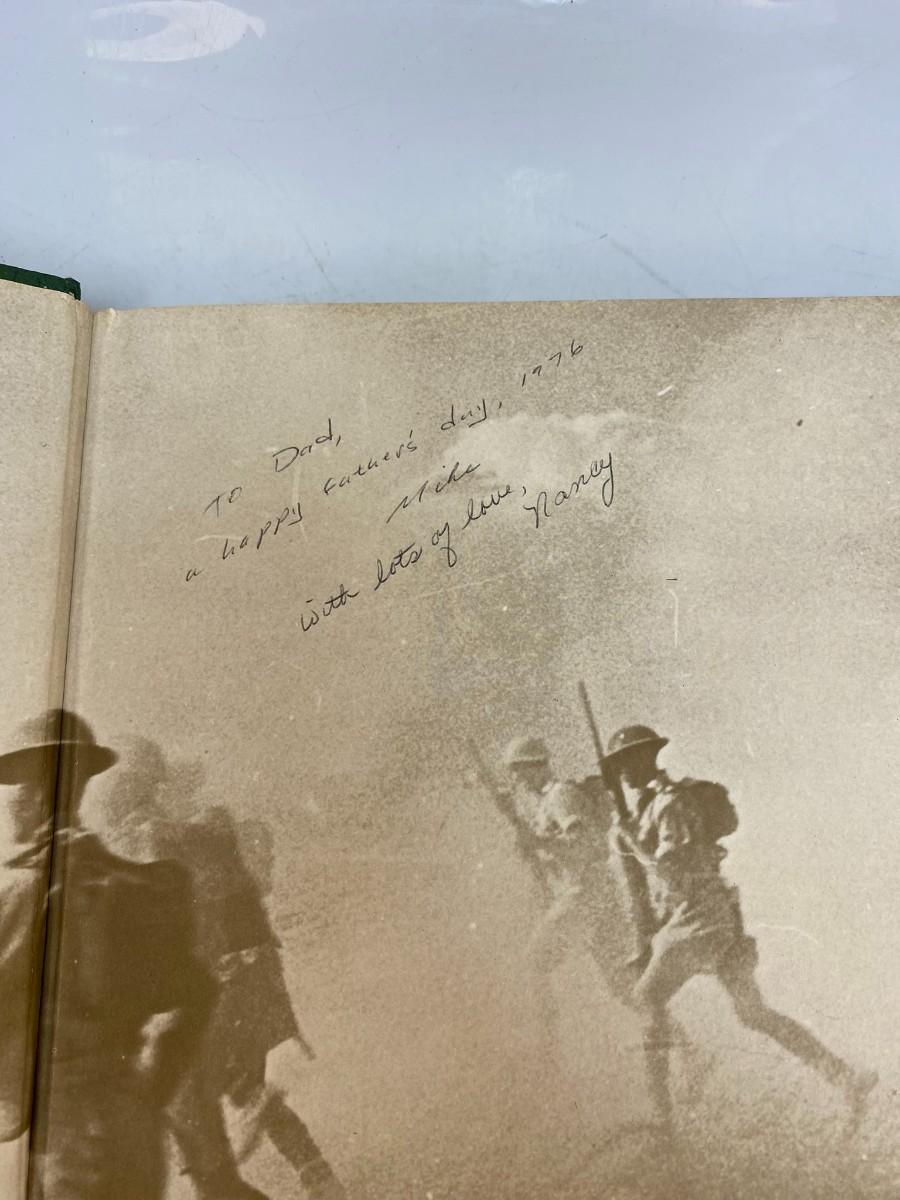 To Dad,
a happy Father's day, 1976
Mike
with lots of love,
Nancy